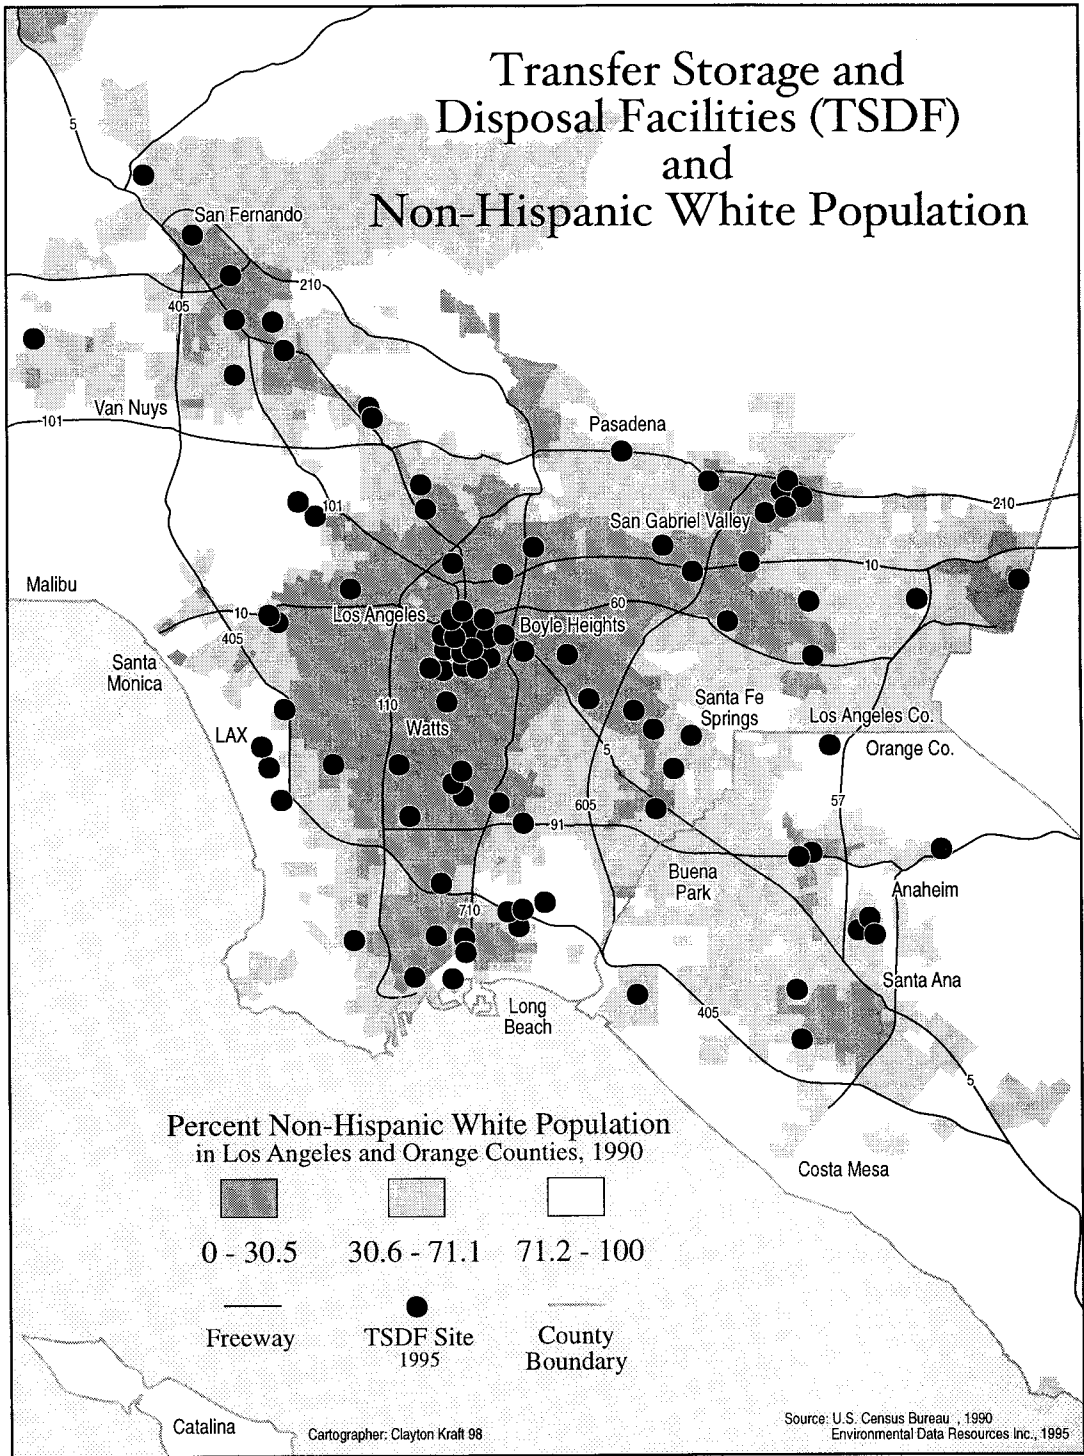 Transfer Storage and
Disposal Facilities (TSDF)
and
Non-Hispanic White Population
5
San Fernando
210
405
Van Nuys
101
Pasadena
101
San Gabriel Valley
210
Malibu
10
Los Angeles
10
60
Boyle Heights
405
Santa
Monica
110
Santa Fe
Springs
Los Angeles Co.
Orange Co.
LAX
Watts
5
605
57
91
Buena
Park
Anaheim
710
Santa Ana
Long
Beach
405
5
Costa Mesa
Percent Non-Hispanic White Population
in Los Angeles and Orange Counties, 1990
0 - 30.5 30.6 - 71.1 71.2 - 100
Freeway
TSDF Site
1995
County
Boundary
Catalina
Cartographer: Clayton Kraft 98
Source: U.S. Census Bureau , 1990
Environmental Data Resources Inc., 1995